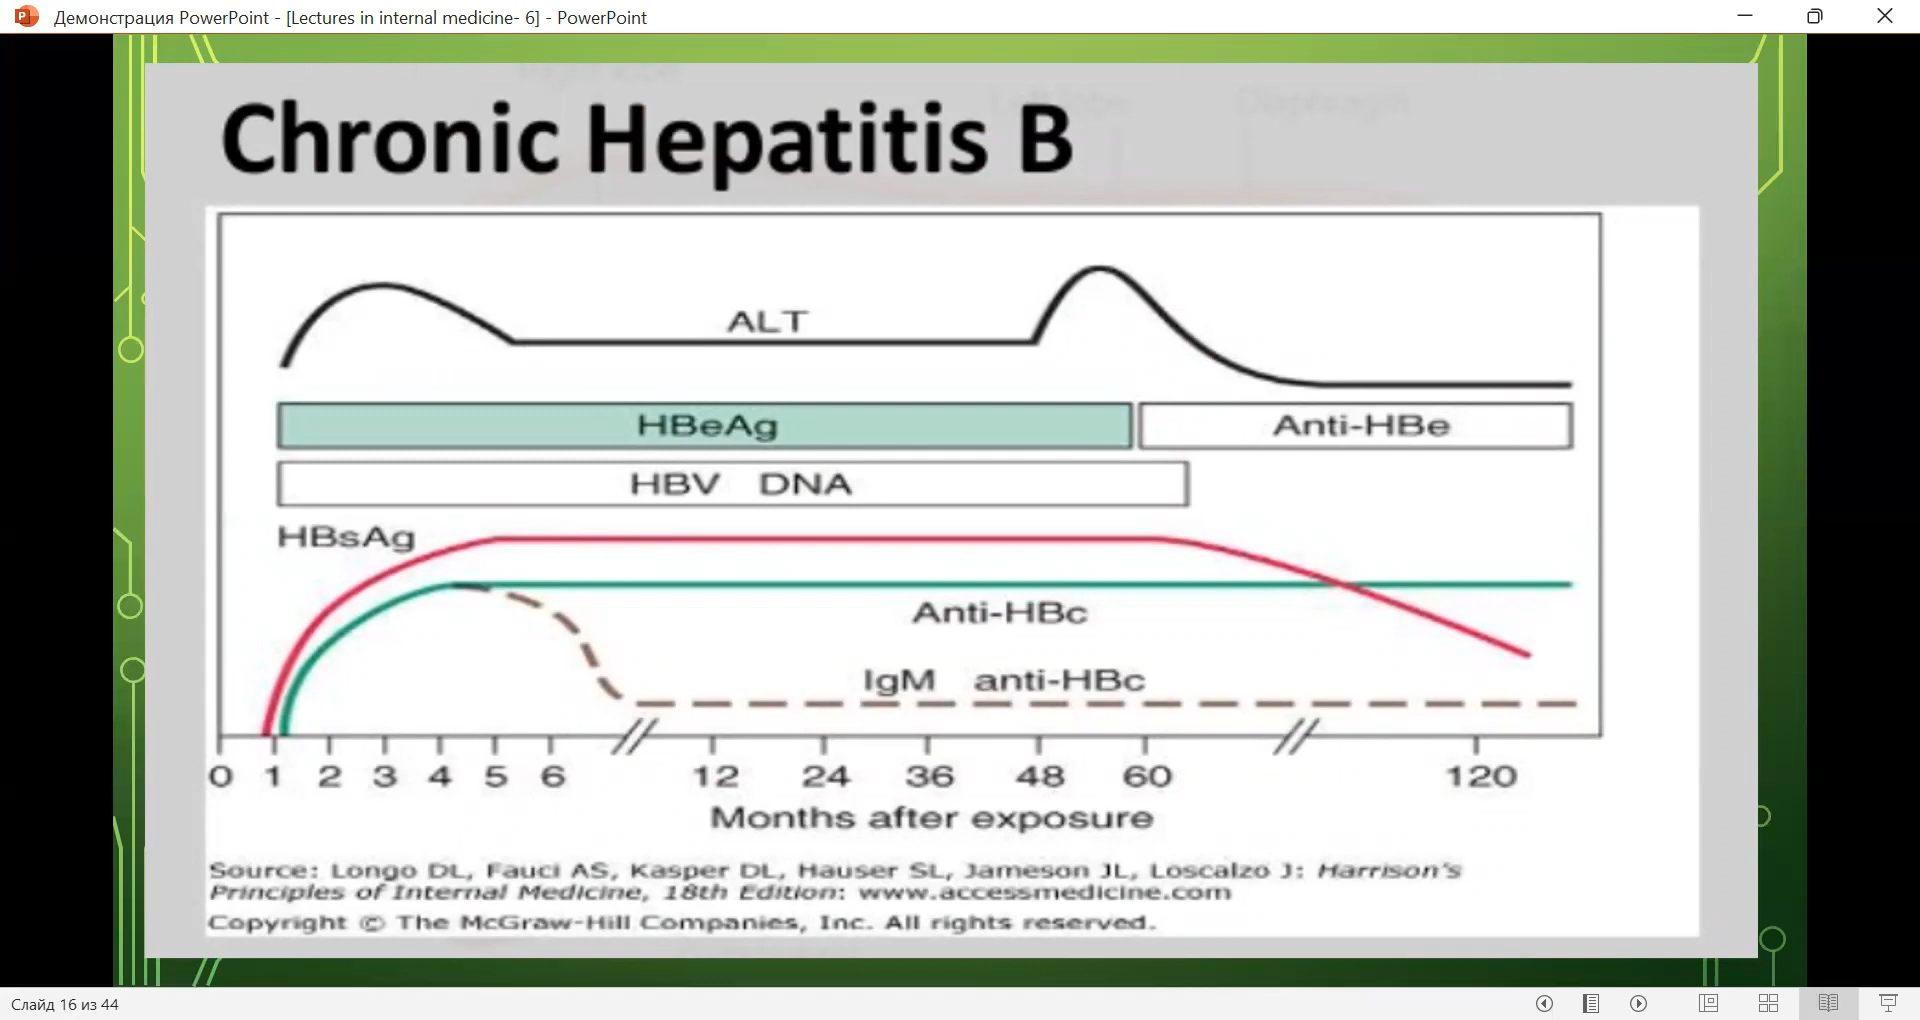 Демонстрация PowerPoint - [Lectures in internal medicine- 6] - PowerPoint
Chronic Hepatitis B
ALT
HBeAg
Anti-HBe
HBV DNA
HBsAg
Anti-HBc
IgM anti-HBc
0 1 2 3 4 5 6 12 24 36 48 60 120
Months after exposure
Source: Longo DL, Fauci AS, Kasper DL, Hauser SL, Jameson JL, Loscalzo J: Harrison's
Principles of Internal Medicine, 18th Edition: www.accessmedicine.com
Copyright © The McGraw-Hill Companies, Inc. All rights reserved.
Слайд 16 из 44